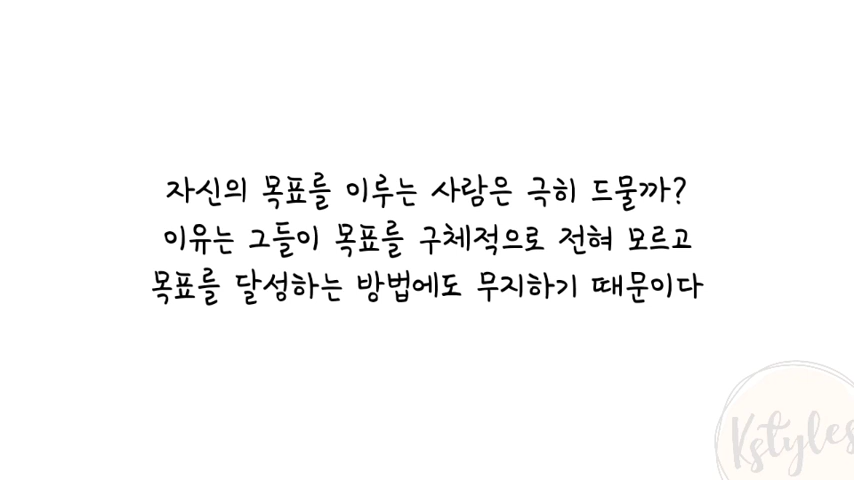 자신의 목표를 이루는 사람은 극히 드물까?
이유는 그들이 목표를 구체적으로 전혀 모르고
목표를 달성하는 방법에도 무지하기 때문이다
Kstyles